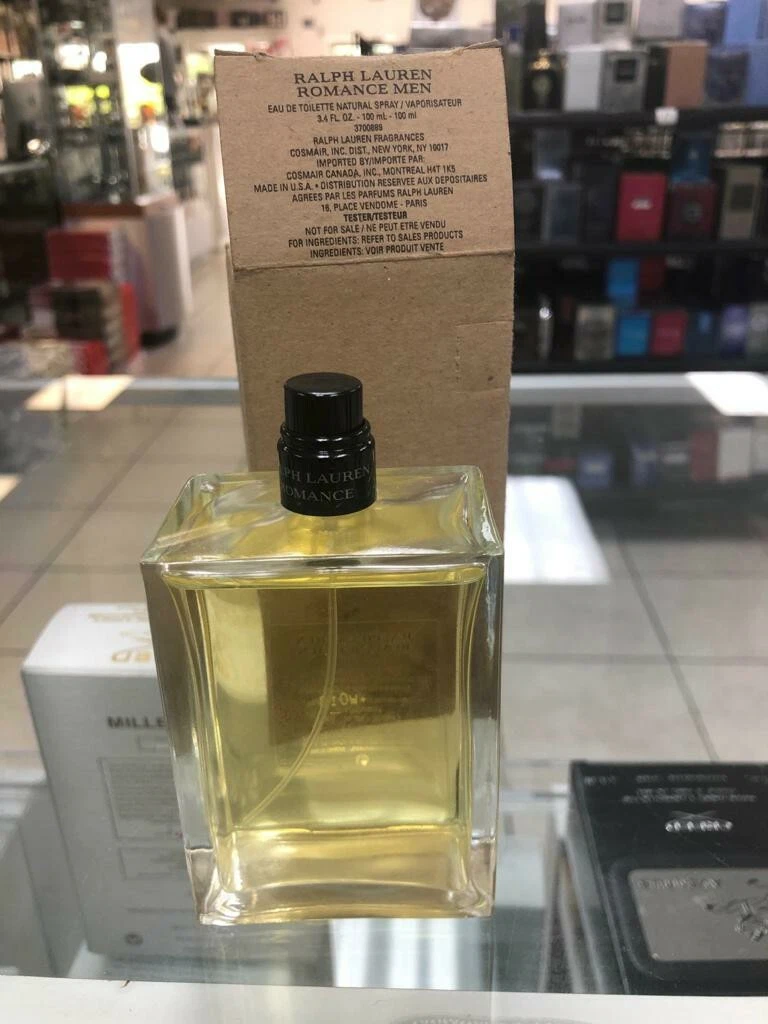 RALPH LAUREN
ROMANCE MEN
EAU DE TOILETTE NATURAL SPRAY / VAPORISATEUR
3.4 FL. OZ. - 100 mL - 100 ml
3700889
RALPH LAUREN FRAGRANCES
COSMAIR, INC. DIST., NEW YORK, NY 10017
IMPORTED BY/IMPORTE PAR:
COSMAIR CANADA, INC., MONTREAL H4T 1K5
MADE IN U.S.A. • DISTRIBUTION RESERVEE AUX DEPOSITAIRES
AGREES PAR LES PARFUMS RALPH LAUREN
16, PLACE VENDOME - PARIS
TESTER/TESTEUR
NOT FOR SALE / NE PEUT ETRE VENDU
FOR INGREDIENTS: REFER TO SALES PRODUCTS
INGREDIENTS: VOIR PRODUIT VENTE
LPH LAUREN
ROMANCE
MILLE